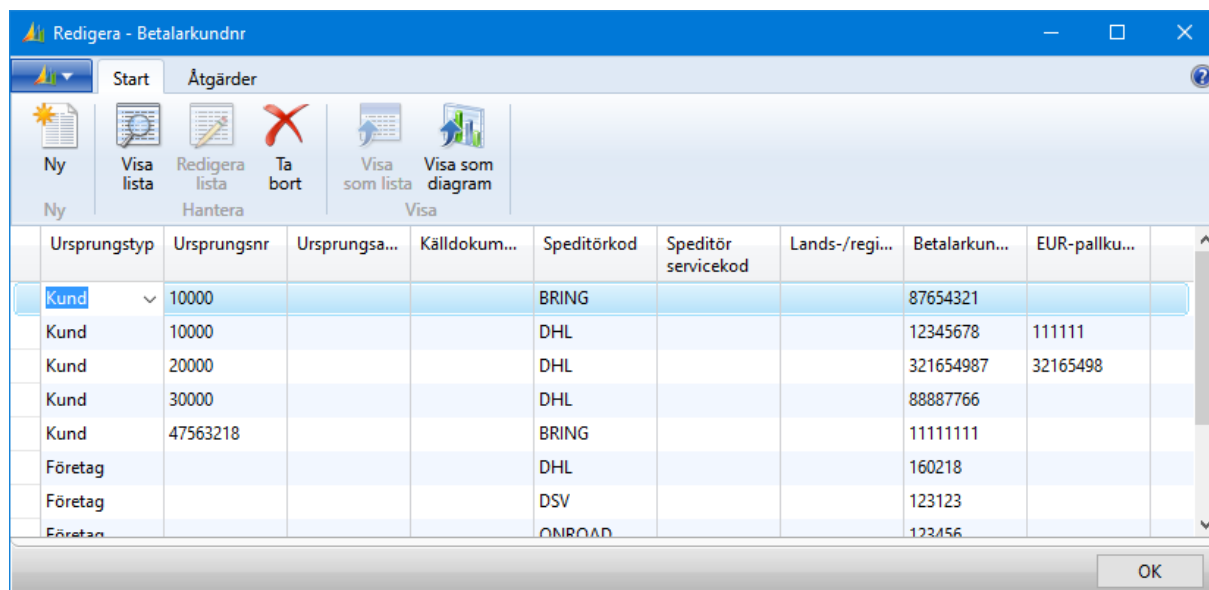 Redigera - Betalarkundnr
Start Åtgärder
Ny Visa lista Redigera lista Ta bort Visa som lista Visa som diagram
Ny Hantera Visa
Ursprungstyp Ursprungsnr Ursprungsa... Källdokum... Speditörkod Speditör servicekod Lands-/regi... Betalarkun... EUR-pallku...
Kund 10000 BRING 87654321
Kund 10000 DHL 12345678 111111
Kund 20000 DHL 321654987 32165498
Kund 30000 DHL 88887766
Kund 47563218 BRING 11111111
Företag DHL 160218
Företag DSV 123123
Företag ONROAD 123456
OK